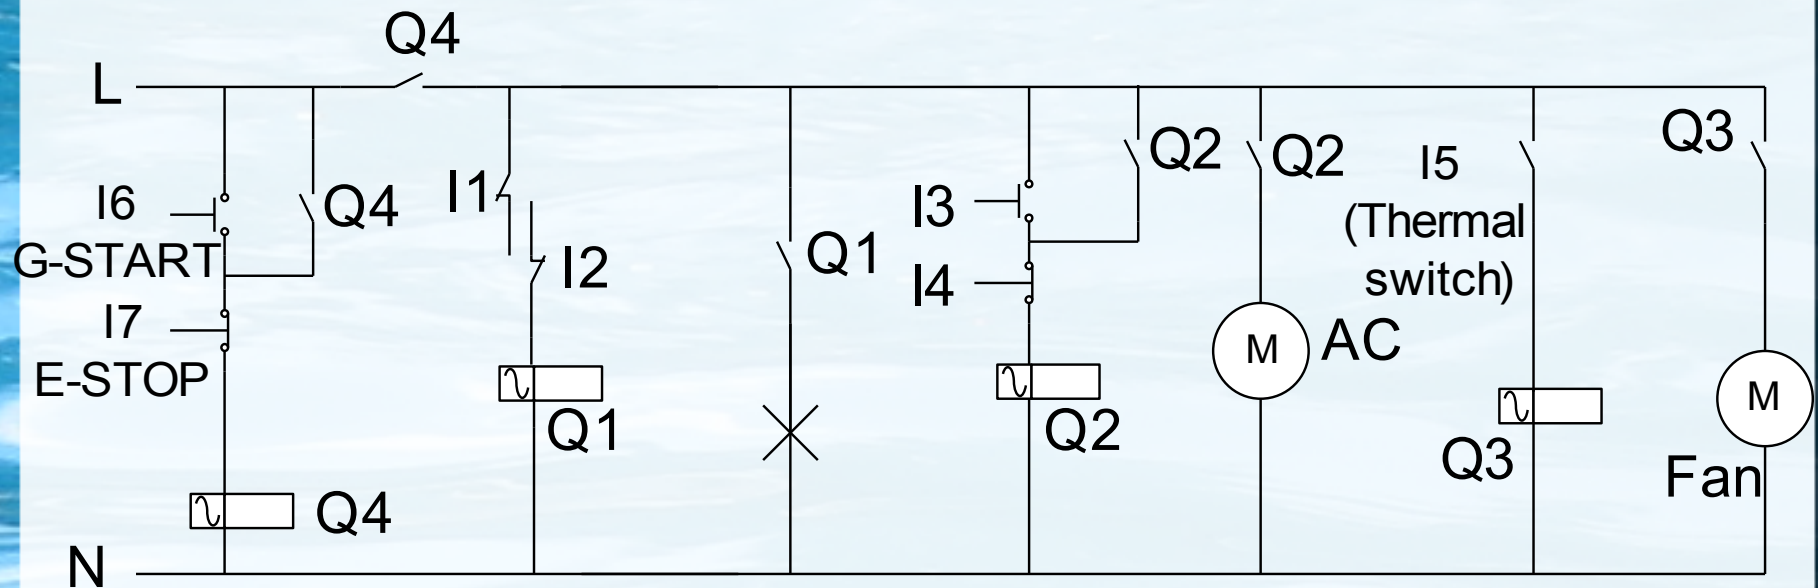 Q4
L
I6
G-START
Q4
I7
E-STOP
Q4
N
I1
I2
Q1
Q1
I3
I4
Q2
Q2
Q2
M
AC
I5
(Thermal
switch)
Q3
Q3
M
Fan